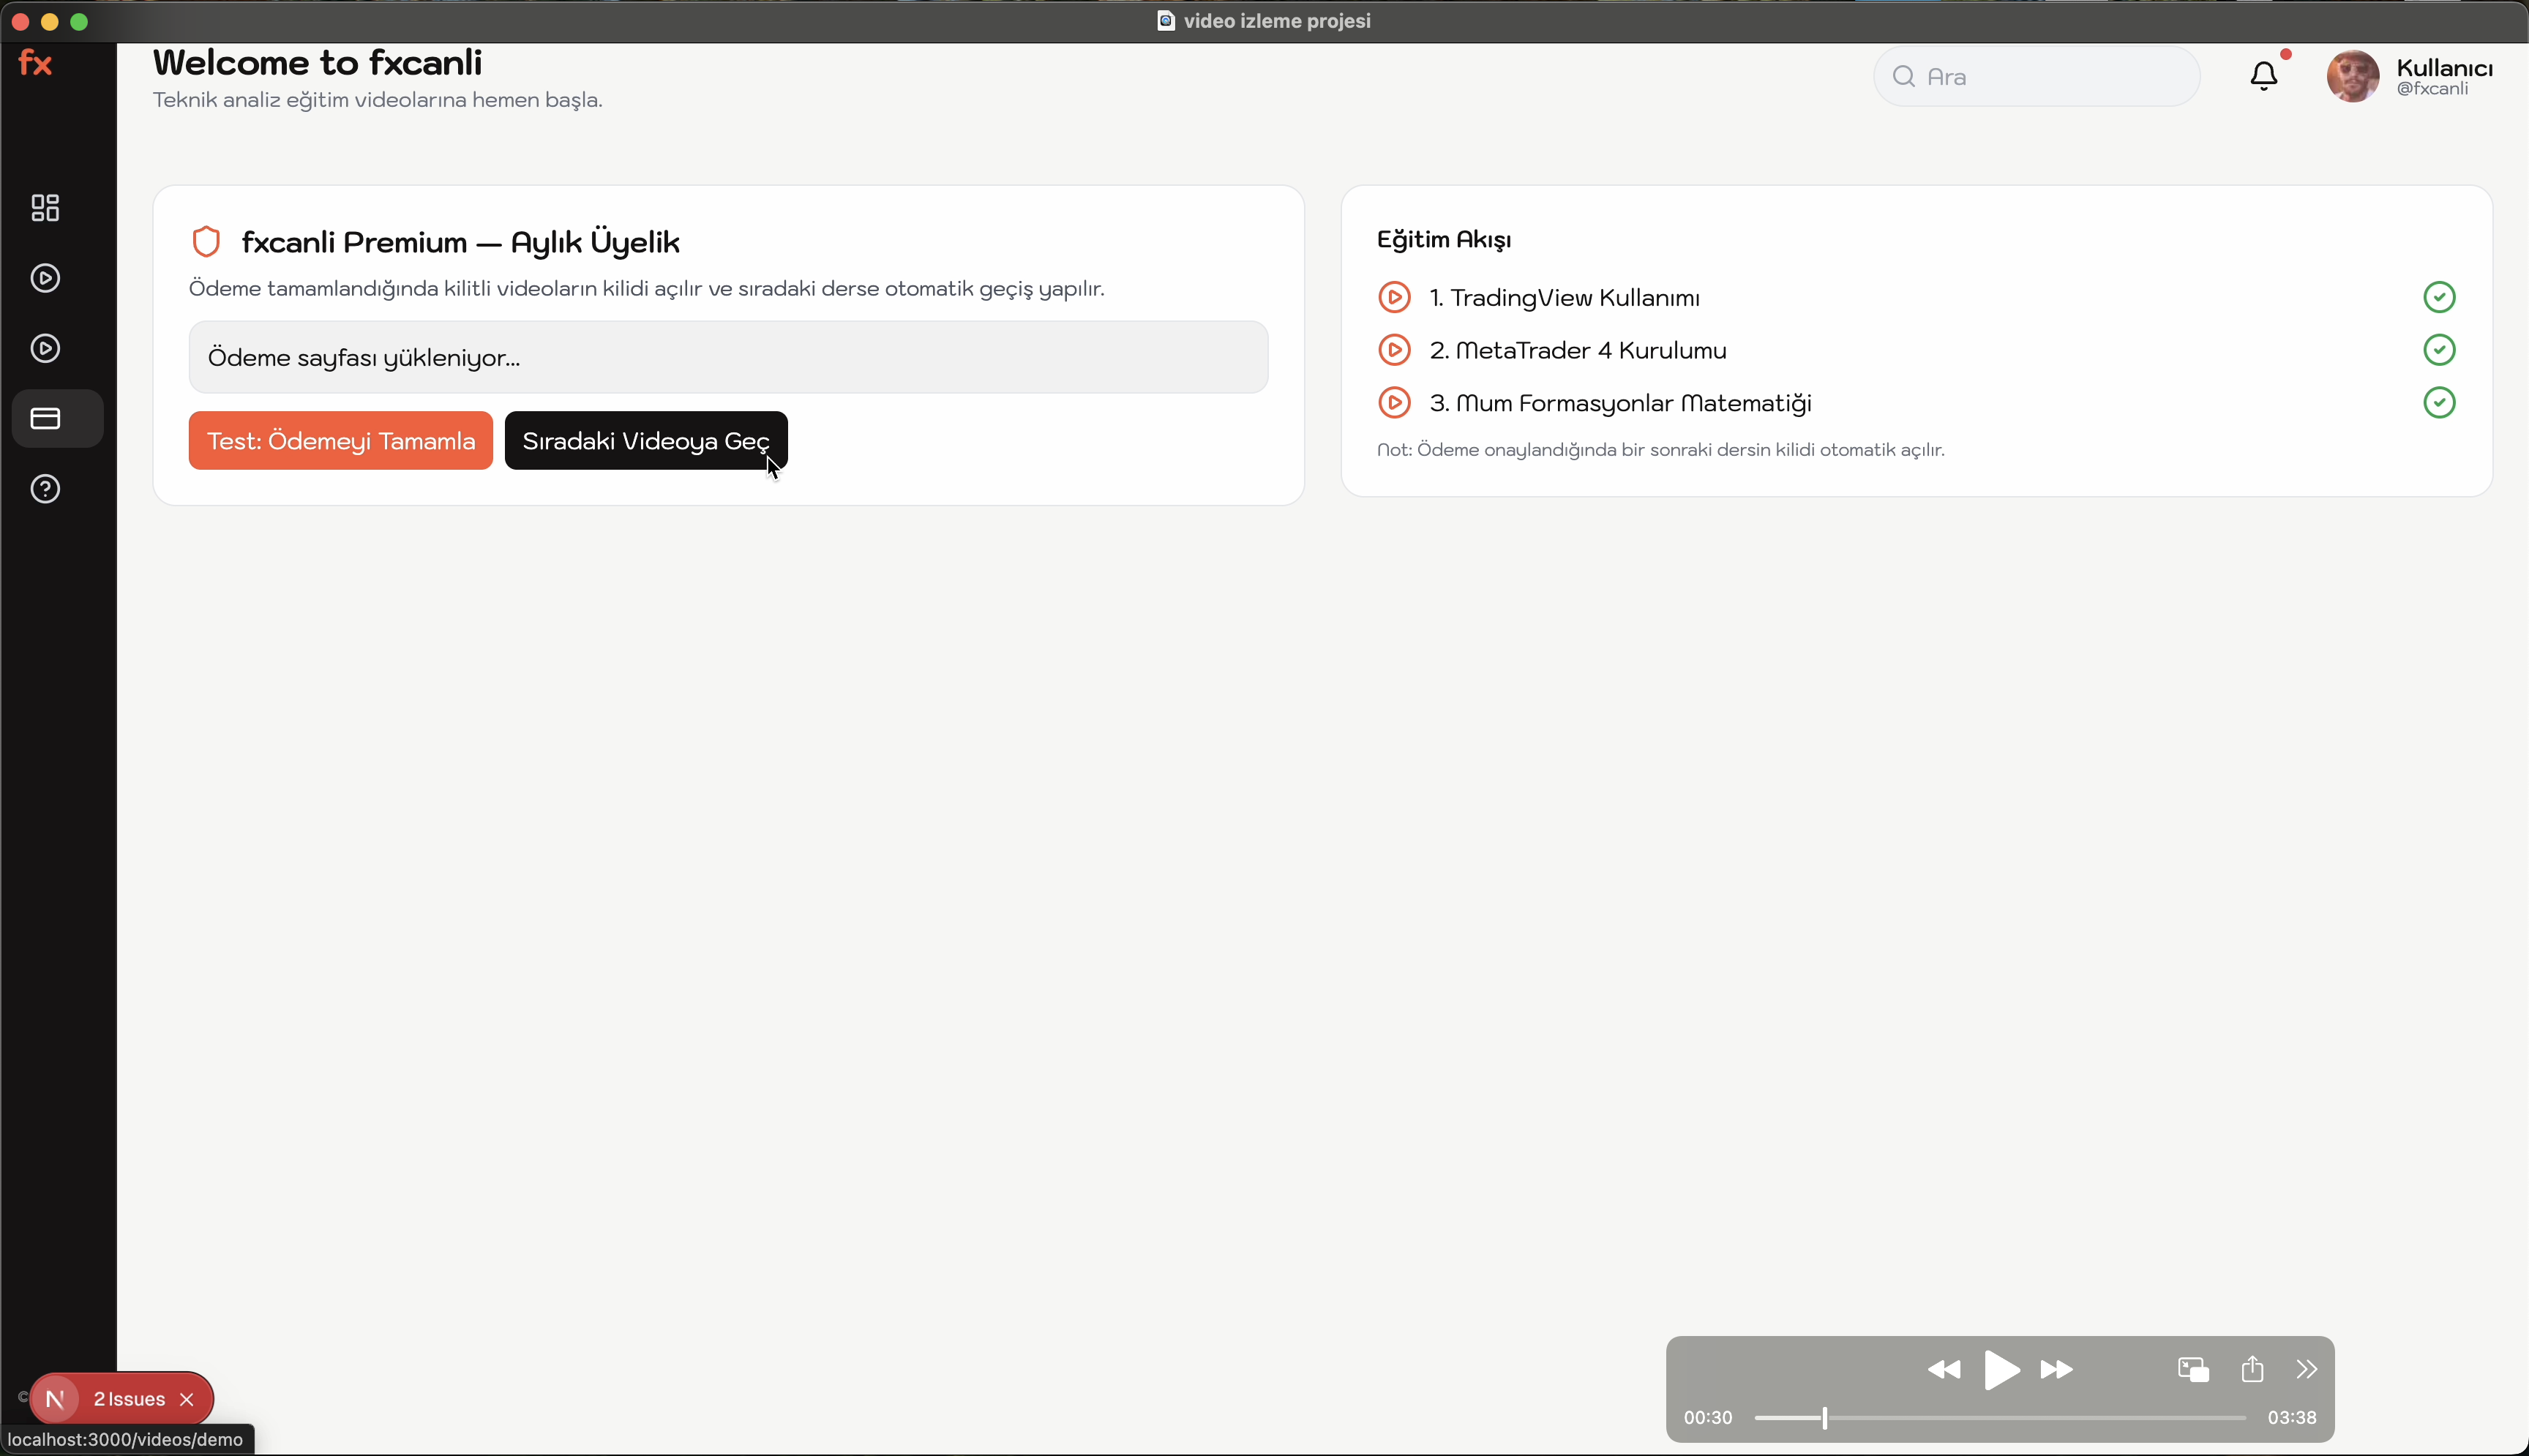 video izleme projesi
fx
Welcome to fxcanli
Teknik analiz eğitim videolarına hemen başla.
Ara
Kullanıcı
@fxcanli
fxcanli Premium — Aylık Üyelik
Ödeme tamamlandığında kilitli videoların kilidi açılır ve sıradaki derse otomatik geçiş yapılır.
Ödeme sayfası yükleniyor...
Test: Ödemeyi Tamamla
Sıradaki Videoya Geç
Eğitim Akışı
1. TradingView Kullanımı
2. MetaTrader 4 Kurulumu
3. Mum Formasyonlar Matematiği
Not: Ödeme onaylandığında bir sonraki dersin kilidi otomatik açılır.
©
N 2 Issues
localhost:3000/videos/demo
00:30
03:38